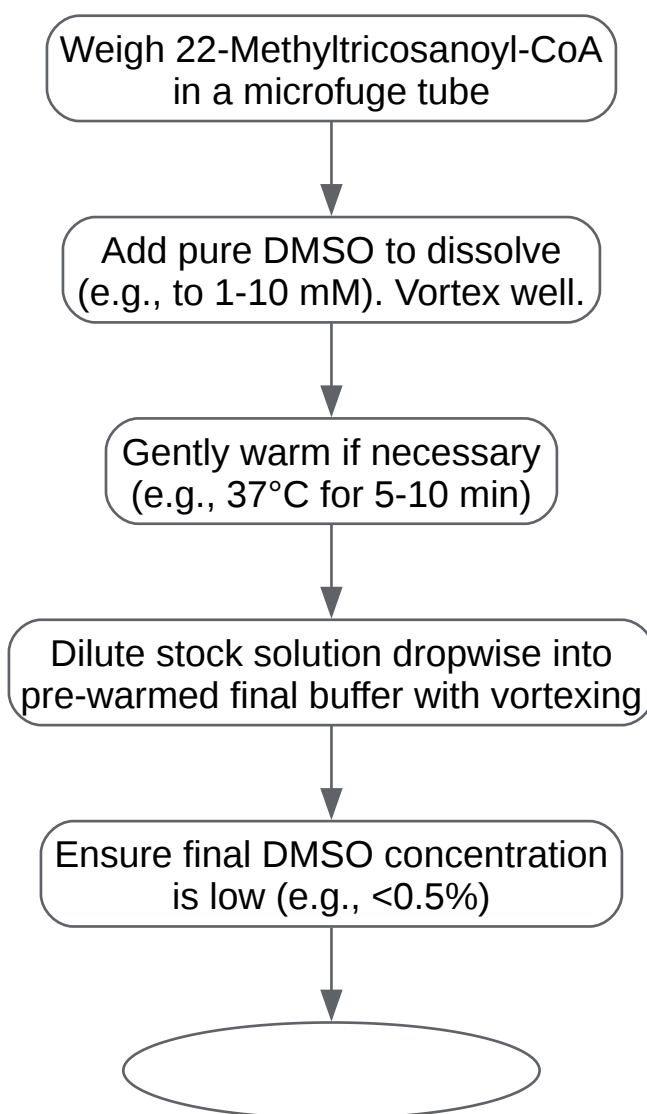 Weigh 22-Methyltricosanoyl-CoA
in a microfuge tube
Add pure DMSO to dissolve
(e.g., to 1-10 mM). Vortex well.
Gently warm if necessary
(e.g., 37°C for 5-10 min)
Dilute stock solution dropwise into
pre-warmed final buffer with vortexing
Ensure final DMSO concentration
is low (e.g., <0.5%)